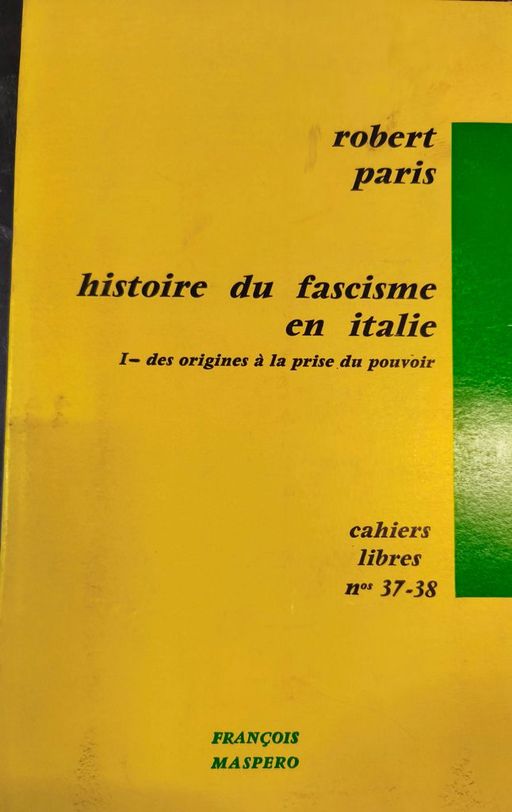 robert
paris
histoire du fascisme
en italie
I- des origines à la prise du pouvoir
cahiers
libres
nos 37-38
FRANÇOIS
MASPERO